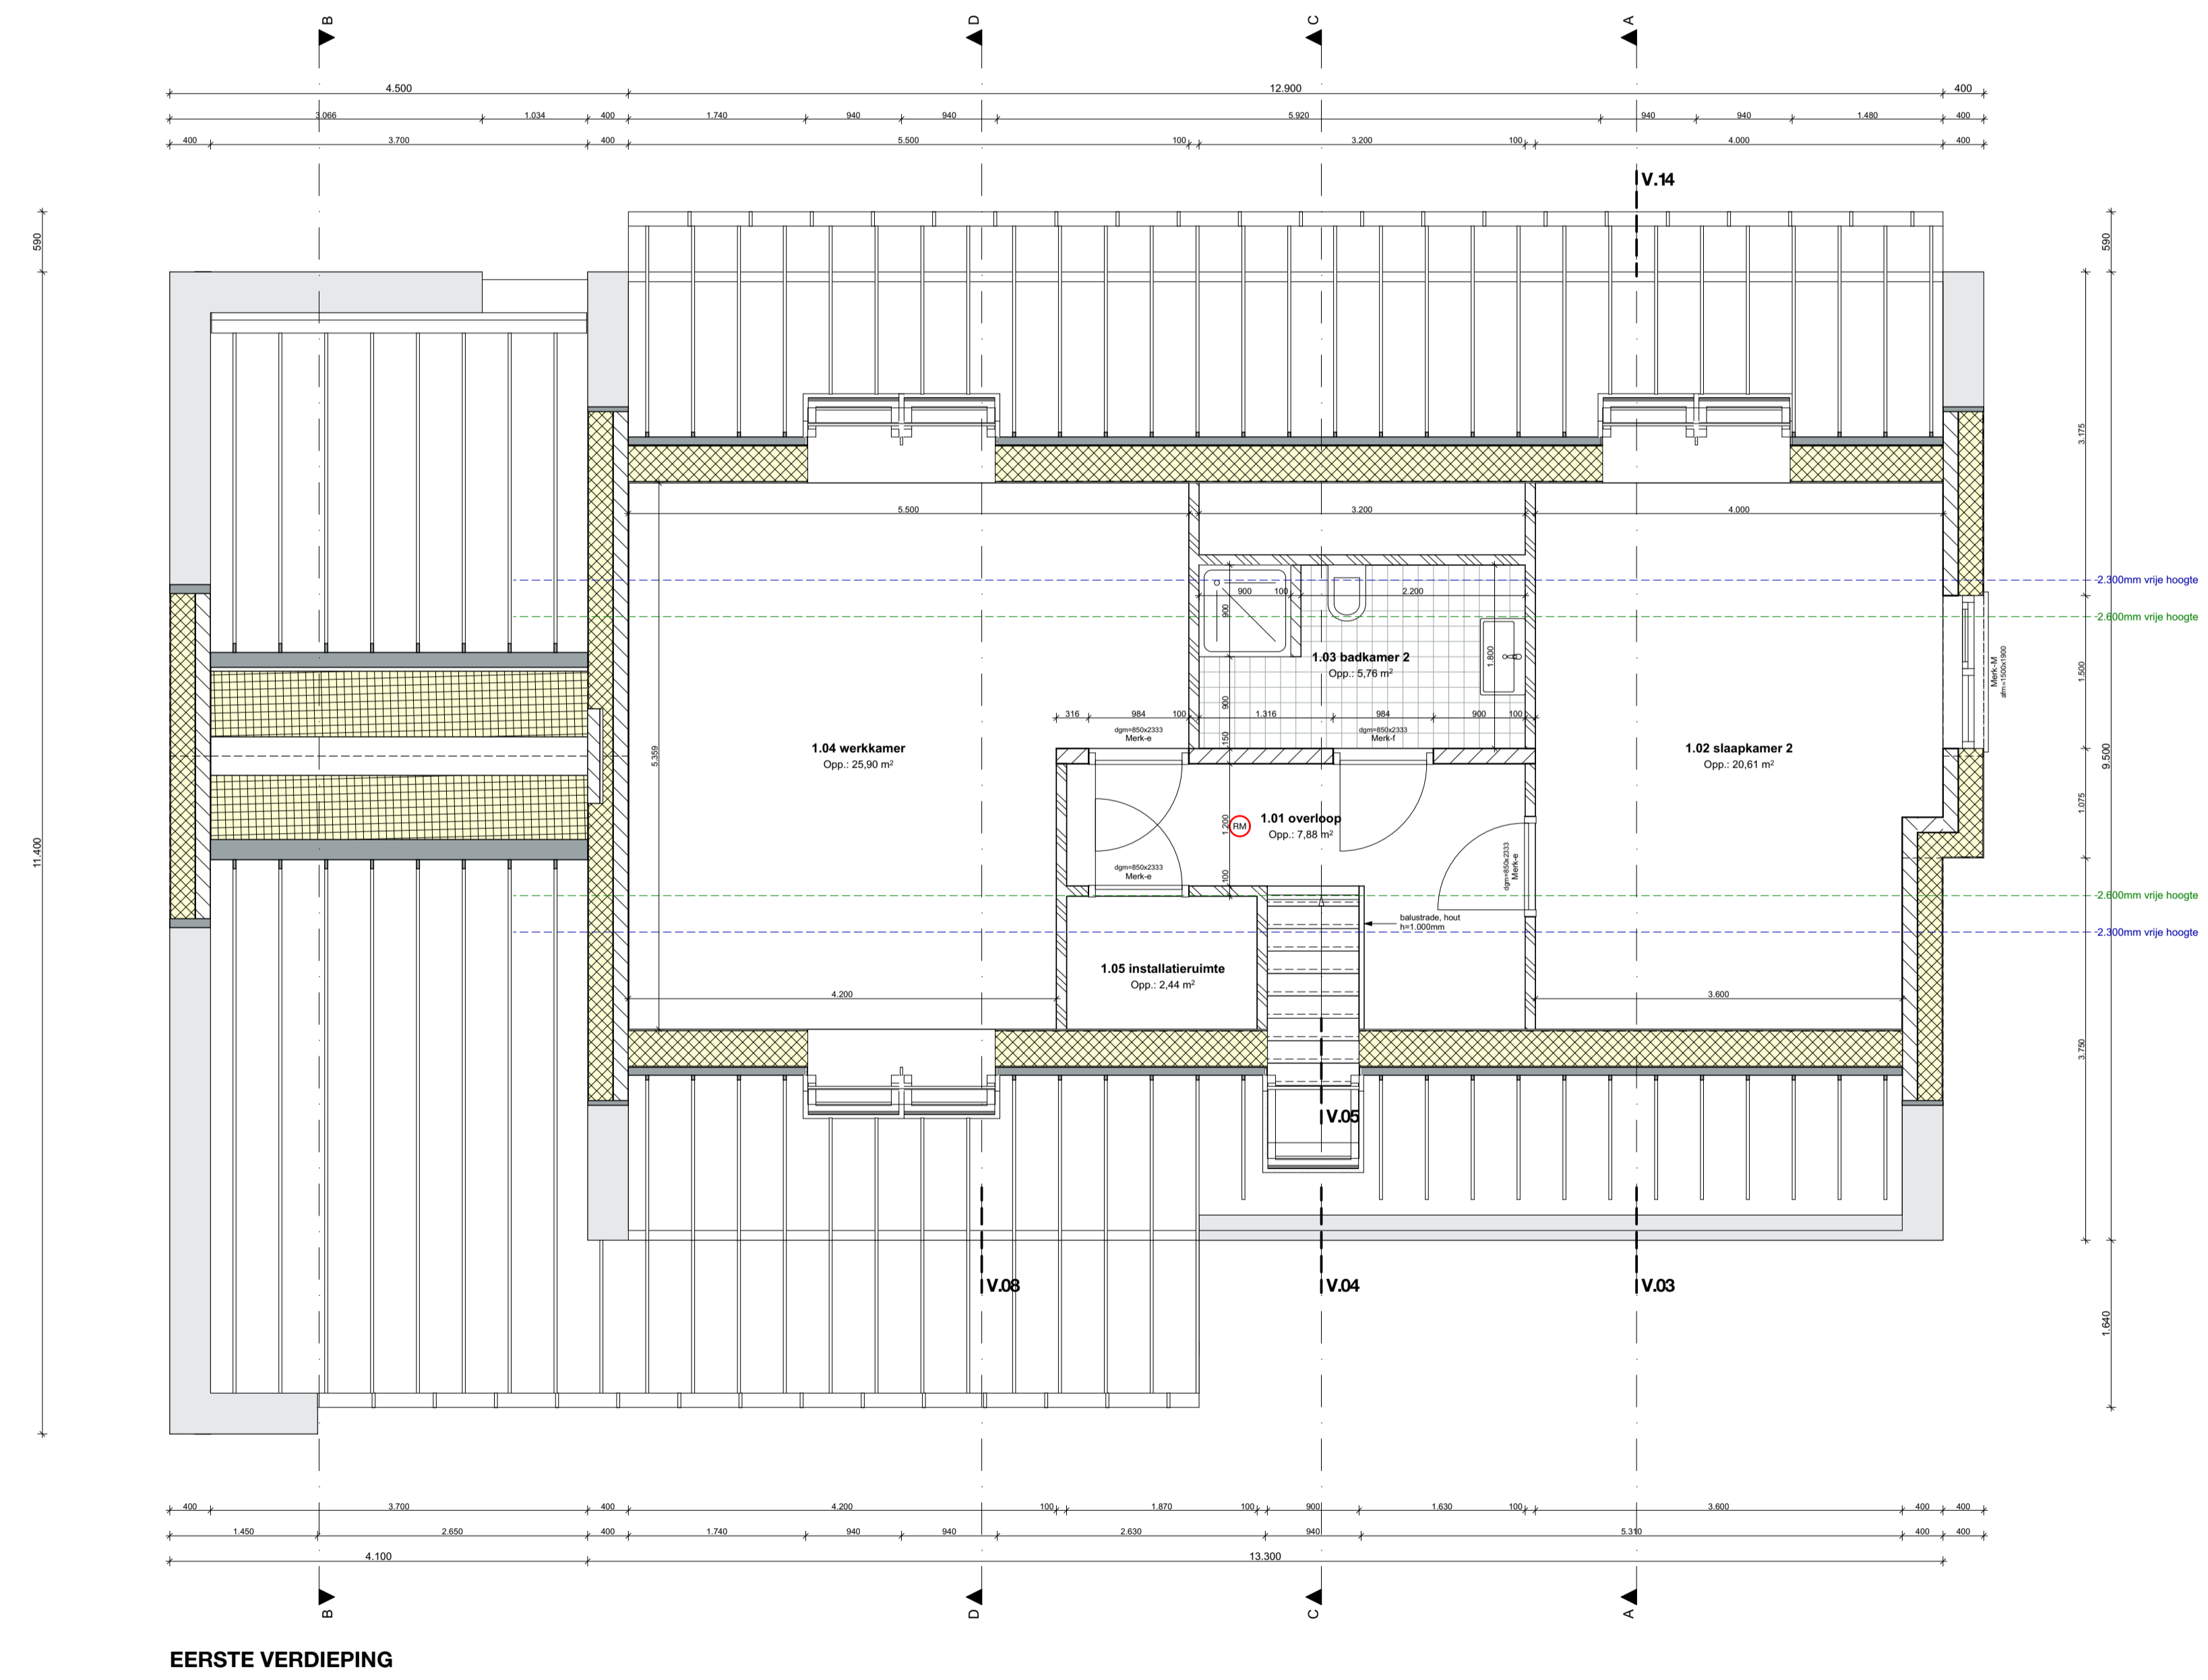 B
D
C
A
4.500
12.900
400
3.066
1.034
400
1.740
940
940
5.920
940
940
1.480
400
400
3.700
400
5.500
100
3.200
100
4.000
400
V.14
590
590
5.500
3.200
4.000
3.175
2.300mm vrije hoogte
900
100
2.200
900
2.600mm vrije hoogte
1.800
1.03 badkamer 2
Opp.: 5,76 m²
Merk-M
afm=1500x1900
1.500
900
316
984
100
1.316
984
900
100
dgm=850x2333
Merk-e
dgm=850x2333
Merk-f
150
5.359
1.04 werkkamer
Opp.: 25,90 m²
1.02 slaapkamer 2
Opp.: 20,61 m²
9.500
1.075
11.400
1.200
RM
1.01 overloop
Opp.: 7,88 m²
dgm=850x2333
Merk-e
dgm=850x2333
Merk-e
100
2.600mm vrije hoogte
balustrade, hout
h=1.000mm
2.300mm vrije hoogte
1.05 installatieruimte
Opp.: 2,44 m²
4.200
3.600
3.750
V.05
V.08
V.04
V.03
1.640
400
3.700
400
4.200
100
1.870
100
900
1.630
100
3.600
400
400
1.450
2.650
400
1.740
940
940
2.630
940
5.310
400
400
4.100
13.300
B
D
C
A
EERSTE VERDIEPING